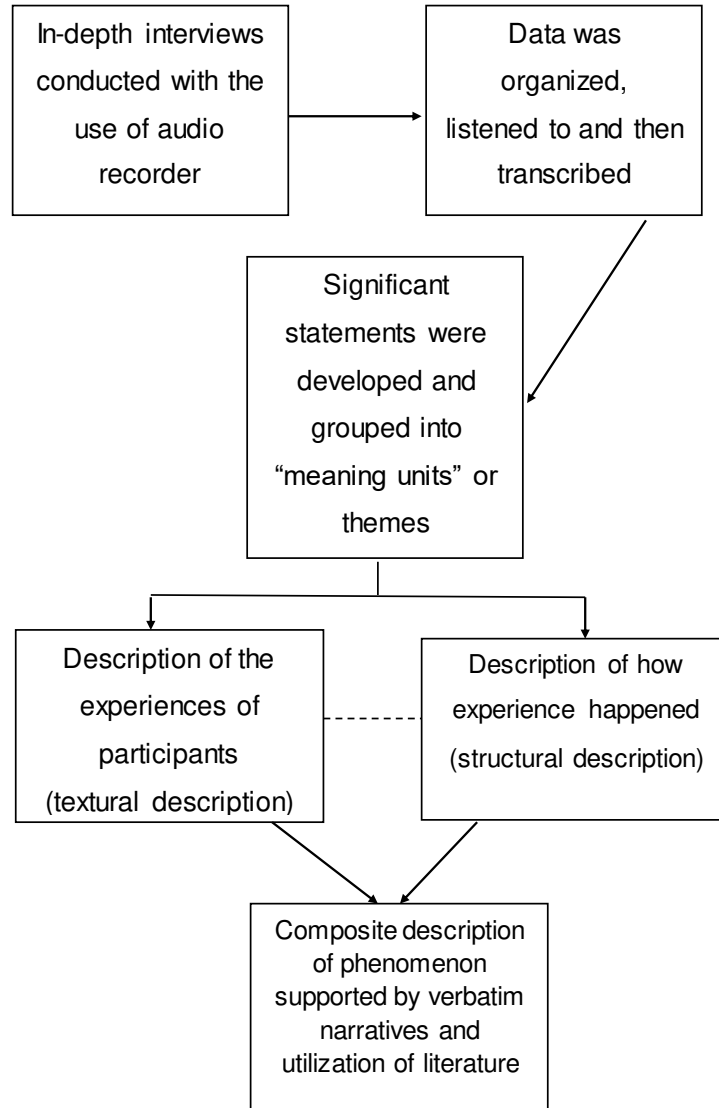 In-depth interviews
conducted with the
use of audio
recorder
Data was
organized,
listened to and then
transcribed
Significant
statements were
developed and
grouped into
“meaning units” or
themes
Description of the
experiences of
participants
(textural description)
Description of how
experience happened
(structural description)
Composite description
of phenomenon
supported by verbatim
narratives and
utilization of literature